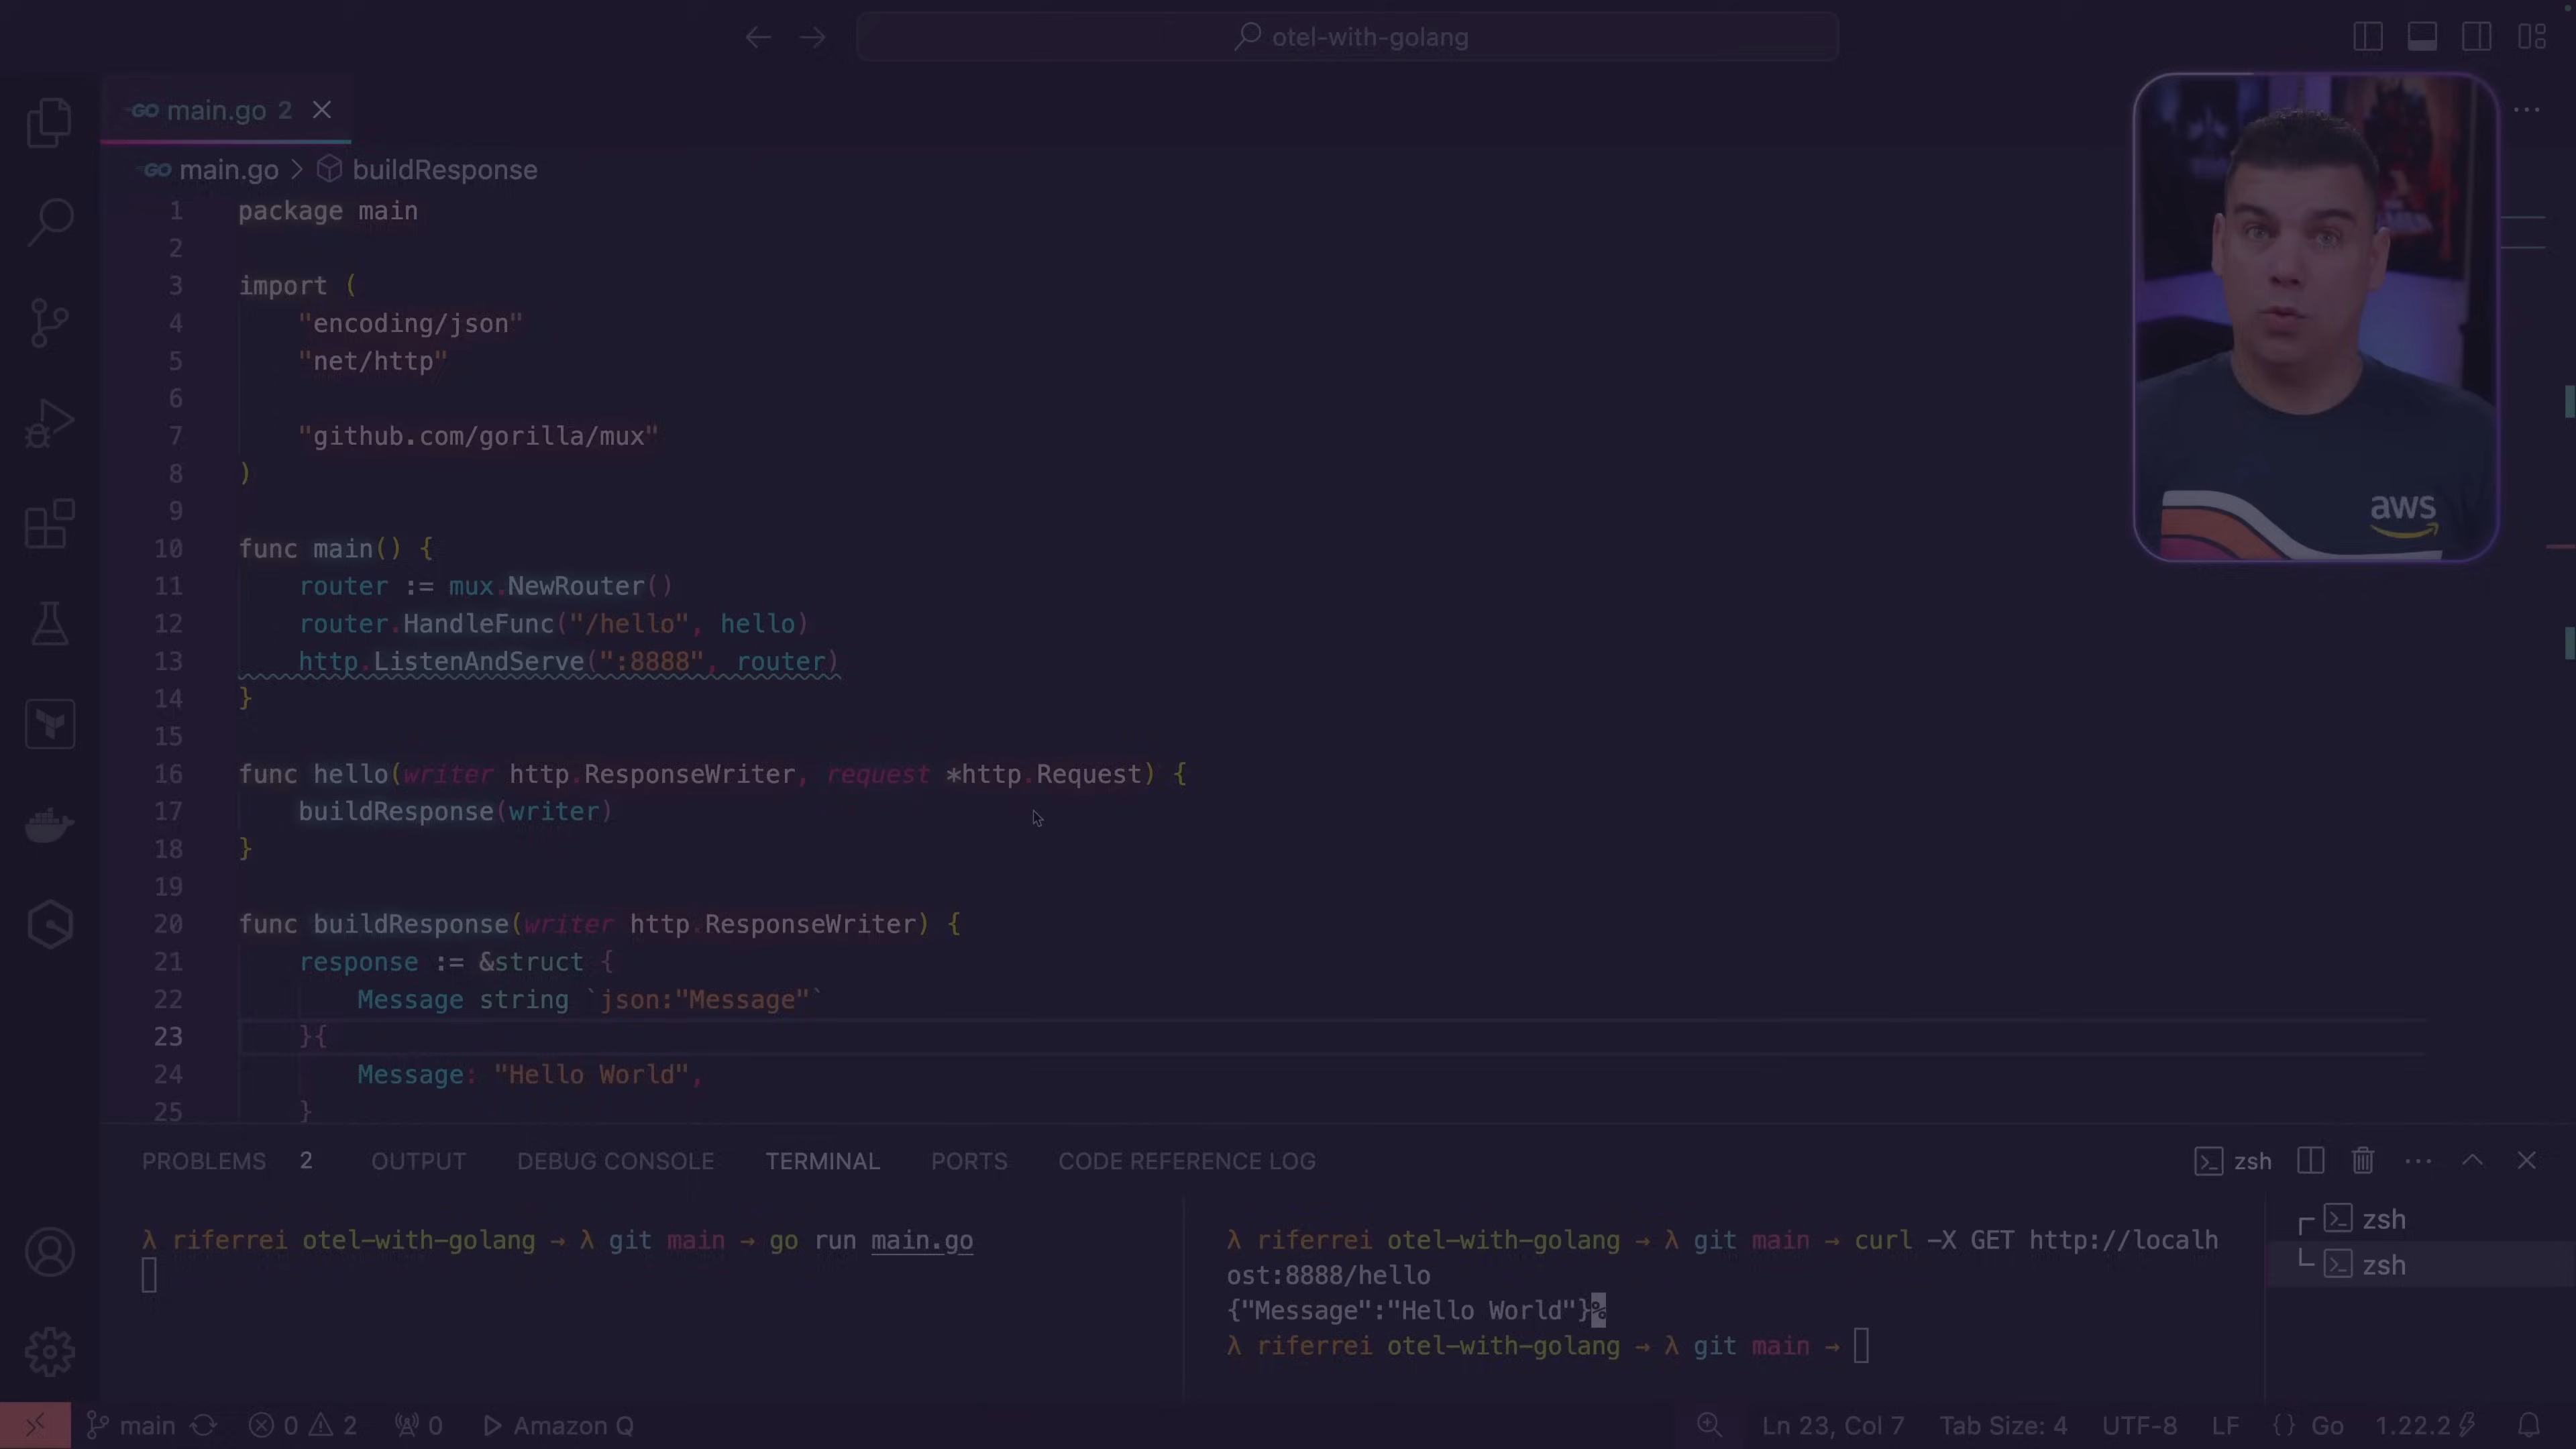 otel-with-golang
GO main.go 2
GO main.go > buildResponse
1 package main
2
3 import (
4 "encoding/json"
5 "net/http"
6
7 "github.com/gorilla/mux"
8 )
9
10 func main() {
11 router := mux.NewRouter()
12 router.HandleFunc("/hello", hello)
13 http.ListenAndServe(":8888", router)
14 }
15
16 func hello(writer http.ResponseWriter, request *http.Request) {
17 buildResponse(writer)
18 }
19
20 func buildResponse(writer http.ResponseWriter) {
21 response := &struct {
22 Message string `json:"Message"`
23 }{
24 Message: "Hello World",
25 }
aws
PROBLEMS 2 OUTPUT DEBUG CONSOLE TERMINAL PORTS CODE REFERENCE LOG zsh
λ riferrei otel-with-golang → λ git main → go run main.go
λ riferrei otel-with-golang → λ git main → curl -X GET http://localh
ost:8888/hello
{"Message":"Hello World"}%
λ riferrei otel-with-golang → λ git main →
zsh
zsh
main 0 2 0 Amazon Q Ln 23, Col 7 Tab Size: 4 UTF-8 LF {} Go 1.22.2